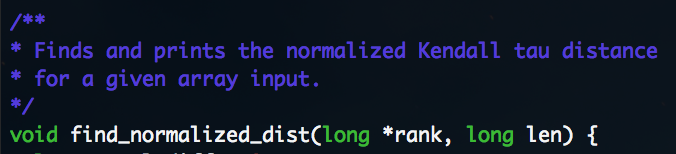 /**
* Finds and prints the normalized Kendall tau distance
* for a given array input.
*/
void find_normalized_dist(long *rank, long len) {